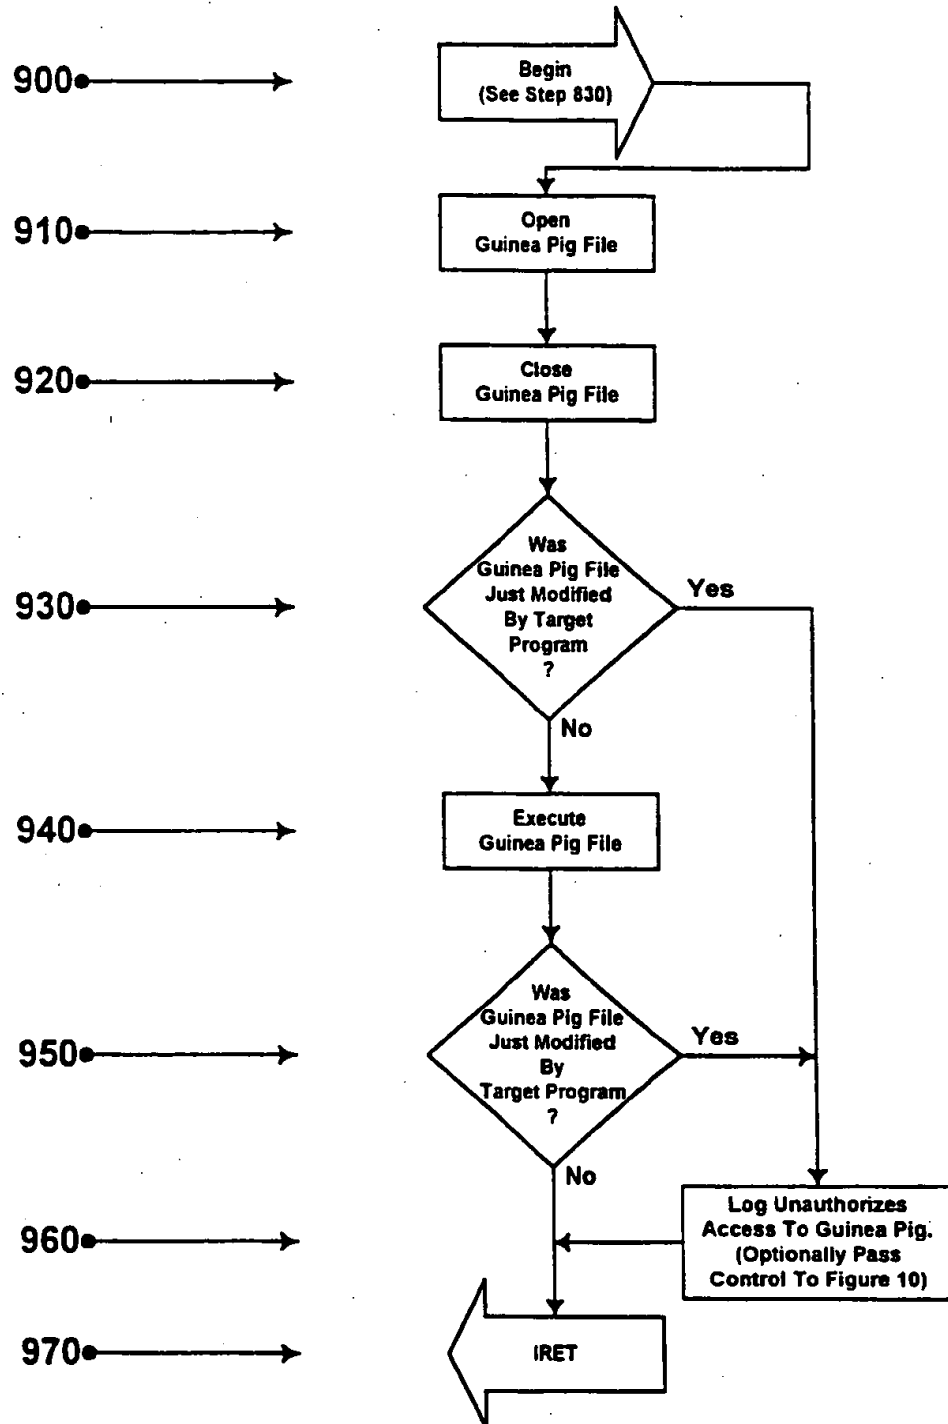 900
Begin
(See Step 830)
910
Open
Guinea Pig File
920
Close
Guinea Pig File
930
Was
Guinea Pig File
Just Modified
By Target
Program
?
Yes
No
940
Execute
Guinea Pig File
950
Was
Guinea Pig File
Just Modified
By
Target Program
?
Yes
No
960
Log Unauthorizes
Access To Guinea Pig.
(Optionally Pass
Control To Figure 10)
970
IRET